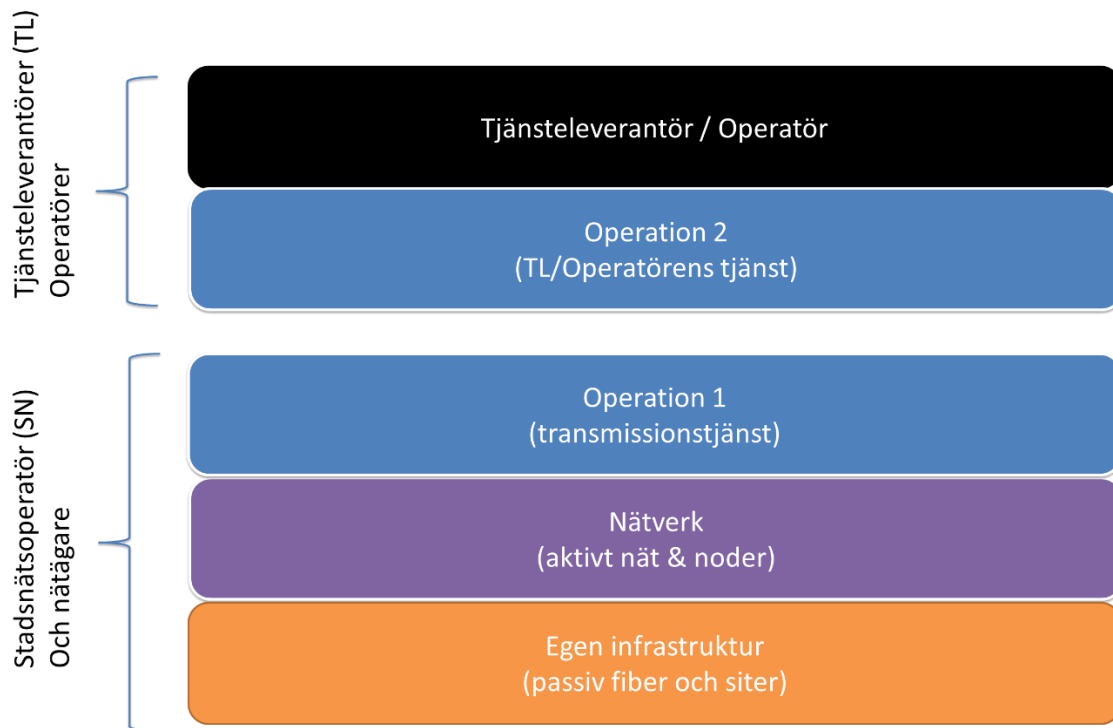 Tjänsteleverantörer (TL)
Operatörer
Tjänsteleverantör / Operatör
Operation 2
(TL/Operatörens tjänst)
Stadsnätsoperatör (SN)
Och nätägare
Operation 1
(transmissionstjänst)
Nätverk
(aktivt nät & noder)
Egen infrastruktur
(passiv fiber och siter)